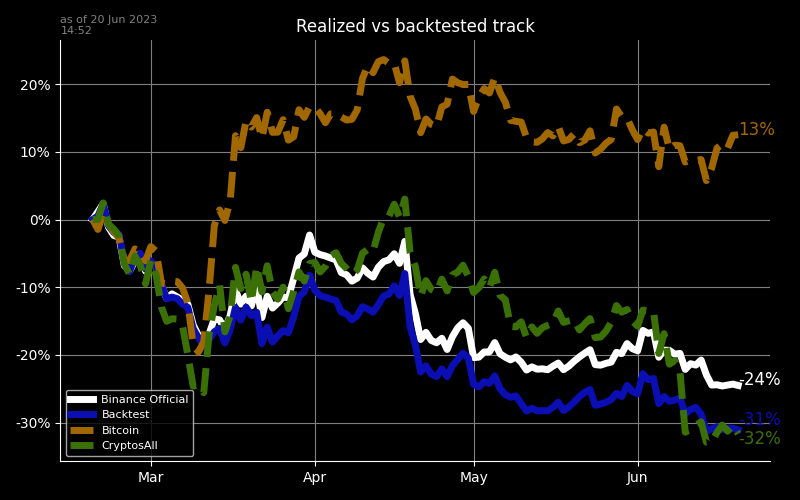 as of 20 Jun 2023
14:52
Realized vs backtested track
20%
10%
0%
-10%
-20%
-30%
13%
-24%
-31%
-32%
Binance Official
Backtest
Bitcoin
CryptosAll
Mar
Apr
May
Jun